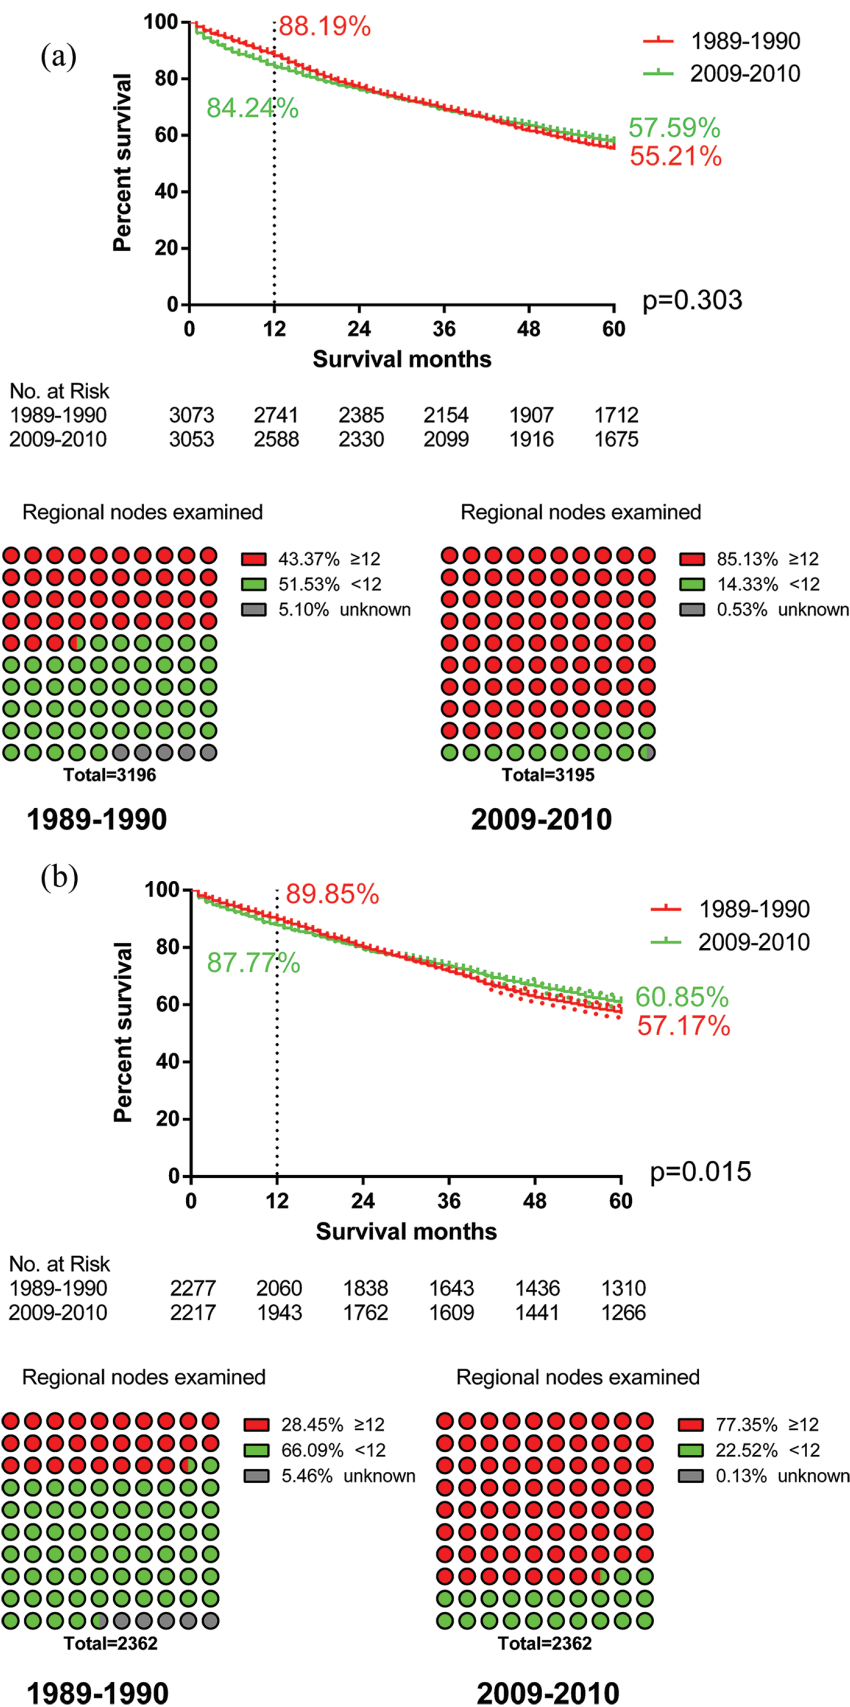 (a)
100
80
60
40
20
0
Percent survival
88.19%
84.24%
1989-1990
2009-2010
57.59%
55.21%
p=0.303
0 12 24 36 48 60
Survival months
No. at Risk
1989-1990 3073 2741 2385 2154 1907 1712
2009-2010 3053 2588 2330 2099 1916 1675
Regional nodes examined
43.37% ≥12
51.53% <12
5.10% unknown
Total=3196
1989-1990
Regional nodes examined
85.13% ≥12
14.33% <12
0.53% unknown
Total=3195
2009-2010
(b)
100
80
60
40
20
0
Percent survival
89.85%
87.77%
1989-1990
2009-2010
60.85%
57.17%
p=0.015
0 12 24 36 48 60
Survival months
No. at Risk
1989-1990 2277 2060 1838 1643 1436 1310
2009-2010 2217 1943 1762 1609 1441 1266
Regional nodes examined
28.45% ≥12
66.09% <12
5.46% unknown
Total=2362
1989-1990
Regional nodes examined
77.35% ≥12
22.52% <12
0.13% unknown
Total=2362
2009-2010